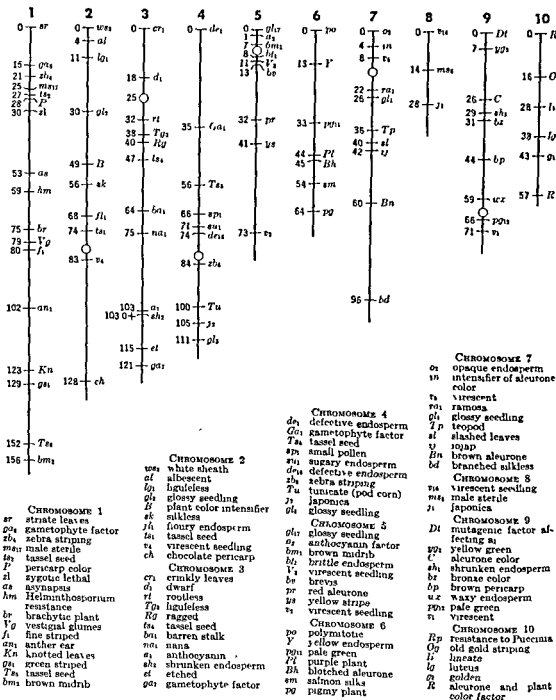 1 2 3 4 5 6 7 8 9 10
0 sr
15 ga6
21 zb4
25 ms17
27 ts2
28 P
30 zl
53 as
59 hm
75 br
79 Vg
80 f1
102 an1
123 Kn
129 gs1
152 Ts6
156 bm2
0 ws3
4 al
11 lg1
30 gl2
49 B
56 sk
68 fl1
74 ts1
83 v4
128 ch
0 cr1
18 d1
25
32 rt
38 Tg3
40 Rg
47 ts4
64 ba1
75 na1
103 a1
103 0+ sh2
115 et
121 ga7
0 de1
35
56 Ts5
66 sp1
71 su1
74 de16
84 zb6
100 Tu
105 j2
111 gl3
0 gl17
1 a2
7 bm1
8 bt1
11 V3
13 bv
32 pr
41 ys
73 v2
0 po
13 Y
33 pg11
44 Pl
45 Bh
54 sm
64 pg
0 o2
4 in
8 v5
22 ra1
26 gl1
36 Tp
40 sl
42 ij
60 Bn
96 bd
0 v16
14 ms8
28 j1
0 Dt
7 yg2
26 C
29 sh1
31 bz
44 bp
59 wx
66 pg12
71 v1
0 R
16 O
28 li
38 lg
43 g1
57 R
CHROMOSOME 1
sr striate leaves
ga6 gametophyte factor
zb4 zebra striping
ms17 male sterile
ts2 tassel seed
P pericarp color
zl zygotic lethal
as asynapsis
hm Helminthosporium
resistance
br brachytic plant
Vg vestigial glumes
f1 fine striped
an1 anther ear
Kn knotted leaves
gs1 green striped
Ts6 tassel seed
bm2 brown midrib
CHROMOSOME 2
ws3 white sheath
al albescent
lg1 liguleless
gl2 glossy seedling
B plant color intensifier
sk silkless
fl1 floury endosperm
ts1 tassel seed
v4 virescent seedling
ch chocolate pericarp
CHROMOSOME 3
cr1 crinkly leaves
d1 dwarf
rt rootless
Tg3 liguleless
Rg ragged
ts4 tassel seed
ba1 barren stalk
na1 nana
a1 anthocyanin
sh2 shrunken endosperm
et etched
ga7 gametophyte factor
CHROMOSOME 4
de1 defective endosperm
Ga1 gametophyte factor
Ts5 tassel seed
sp1 small pollen
su1 sugary endosperm
de16 defective endosperm
zb6 zebra striping
Tu tunicate (pod corn)
j2 japonica
gl3 glossy seedling
CHROMOSOME 5
gl17 glossy seedling
a2 anthocyanin factor
bm1 brown midrib
bt1 brittle endosperm
V3 virescent seedling
bv brevis
pr red aleurone
ys yellow stripe
v2 virescent seedling
CHROMOSOME 6
po polymitotic
Y yellow endosperm
pg11 pale green
Pl purple plant
Bh blotched aleurone
sm salmon silks
pg pigmy plant
CHROMOSOME 7
o2 opaque endosperm
in intensifier of aleurone
color
v5 virescent
ra1 ramosa
gl1 glossy seedling
Tp teopod
sl slashed leaves
ij iojap
Bn brown aleurone
bd branched silkless
CHROMOSOME 8
v16 virescent seedling
ms8 male sterile
j1 japonica
CHROMOSOME 9
Dt mutagenic factor af-
fecting a1
yg2 yellow green
C aleurone color
sh1 shrunken endosperm
bz bronze color
bp brown pericarp
wx waxy endosperm
pg12 pale green
v1 virescent
CHROMOSOME 10
Rp resistance to Puccinia
Og old gold striping
li lineate
lg luteus
g1 golden
R aleurone and plant
color factor